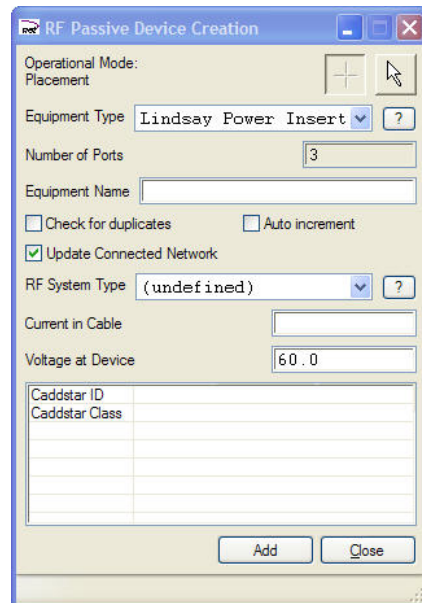 RF Passive Device Creation
Operational Mode:
Placement
Equipment Type Lindsay Power Insert ?
Number of Ports 3
Equipment Name
Check for duplicates Auto increment
Update Connected Network
RF System Type (undefined) ?
Current in Cable
Voltage at Device 60.0
Caddstar ID
Caddstar Class
Add Close